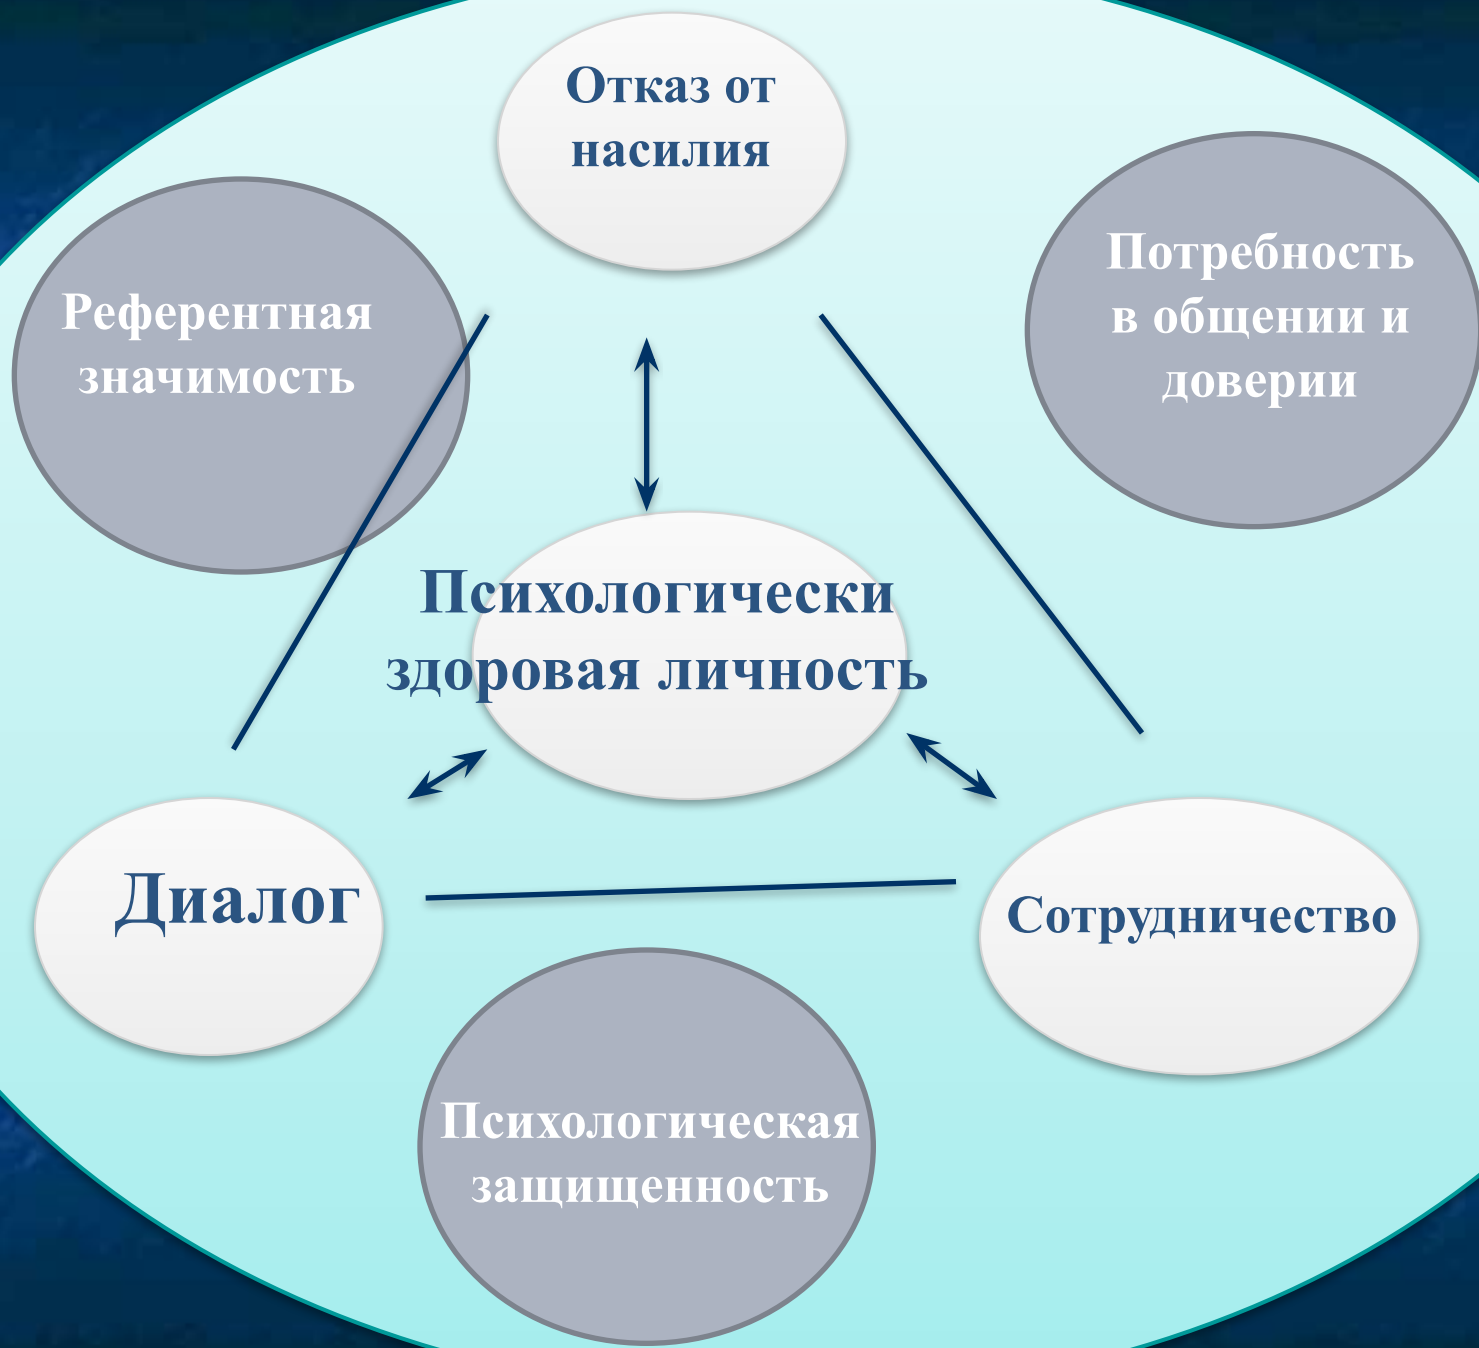 Отказ от
насилия
Референтная
значимость
Потребность
в общении и
доверии
Психологически
здоровая личность
Диалог
Сотрудничество
Психологическая
защищенность